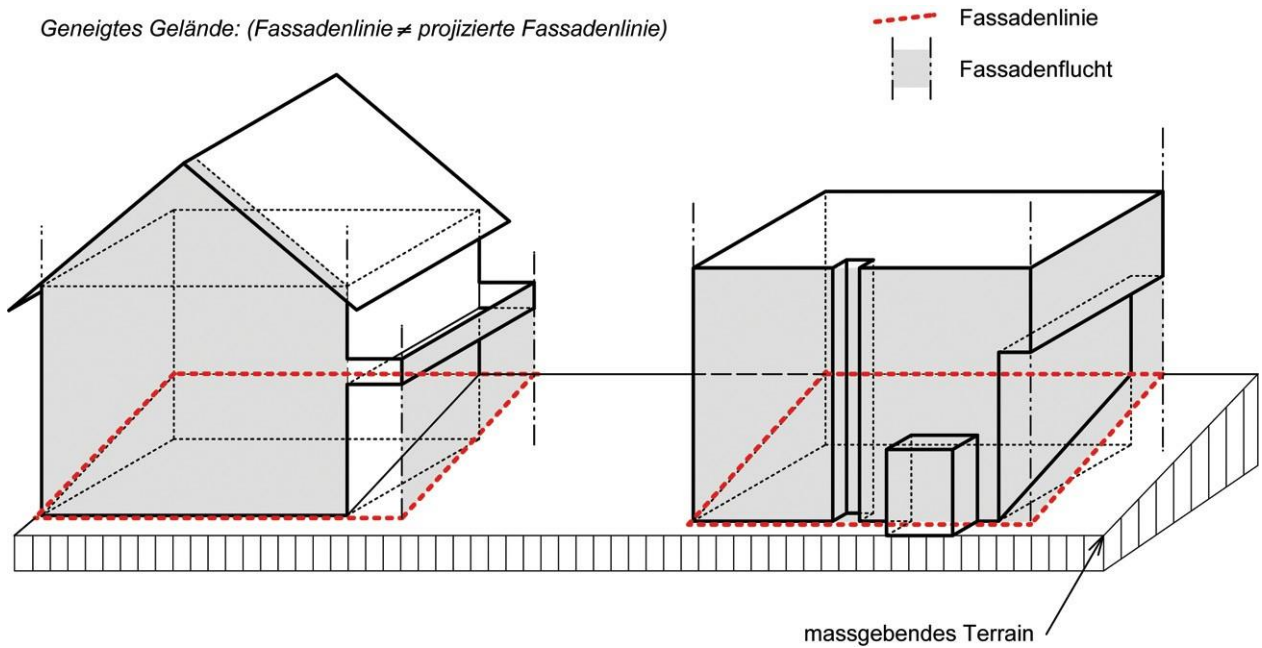 Geneigtes Gelände: (Fassadenlinie ≠ projizierte Fassadenlinie)
Fassadenlinie
Fassadenflucht
massgebendes Terrain